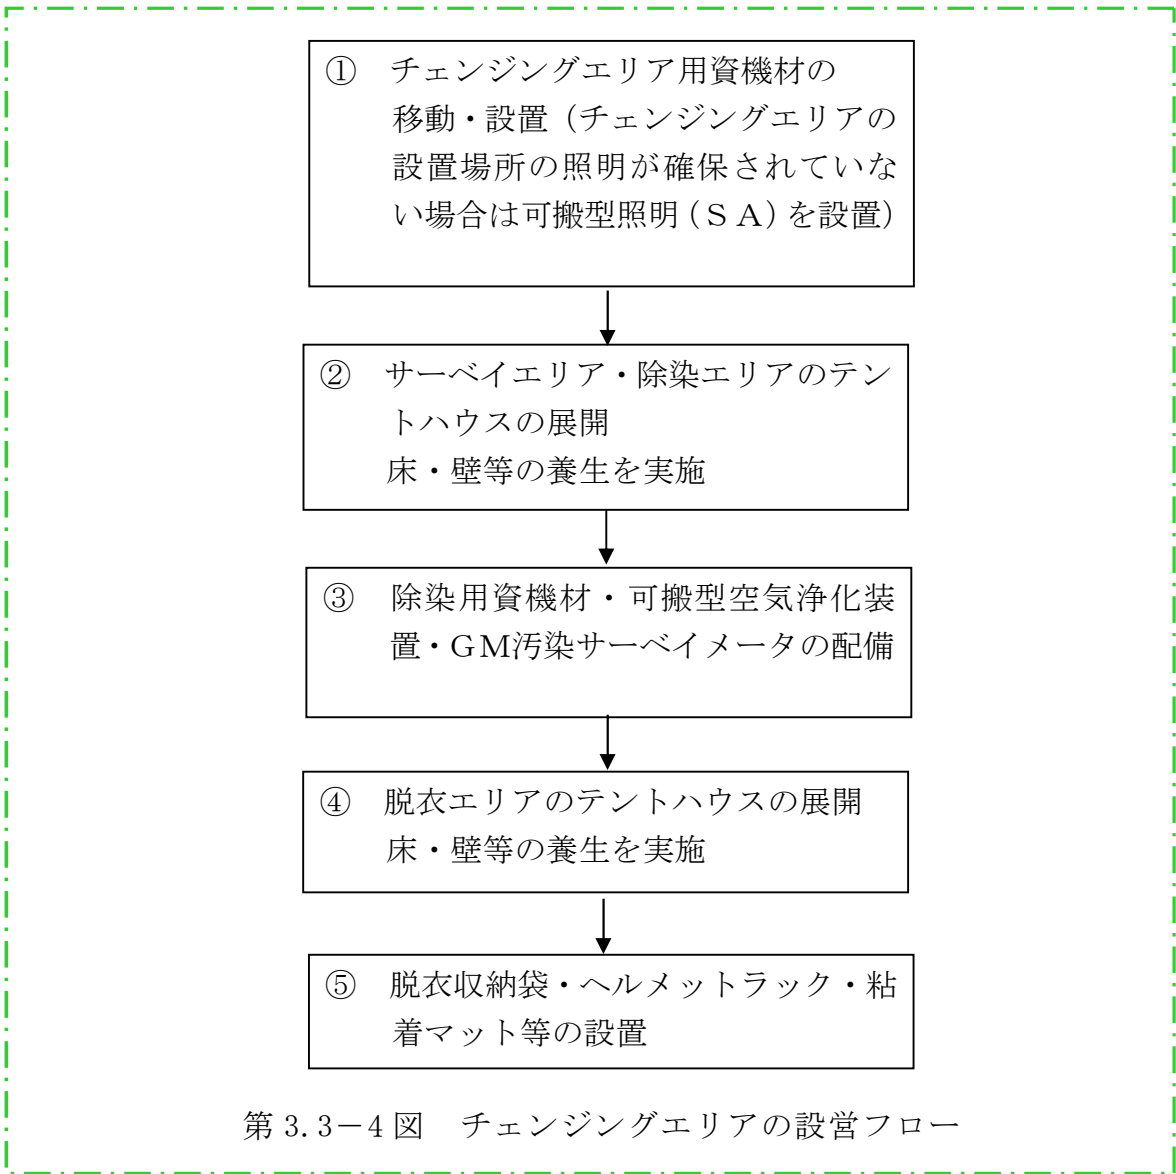 ① チェンジングエリア用資機材の
移動・設置（チェンジングエリアの
設置場所の照明が確保されていな
い場合は可搬型照明（ＳＡ）を設置）
② サーベイエリア・除染エリアのテン
トハウスの展開
床・壁等の養生を実施
③ 除染用資機材・可搬型空気浄化装
置・ＧＭ汚染サーベイメータの配備
④ 脱衣エリアのテントハウスの展開
床・壁等の養生を実施
⑤ 脱衣収納袋・ヘルメットラック・粘
着マット等の設置
第 3.3－4 図 チェンジングエリアの設営フロー